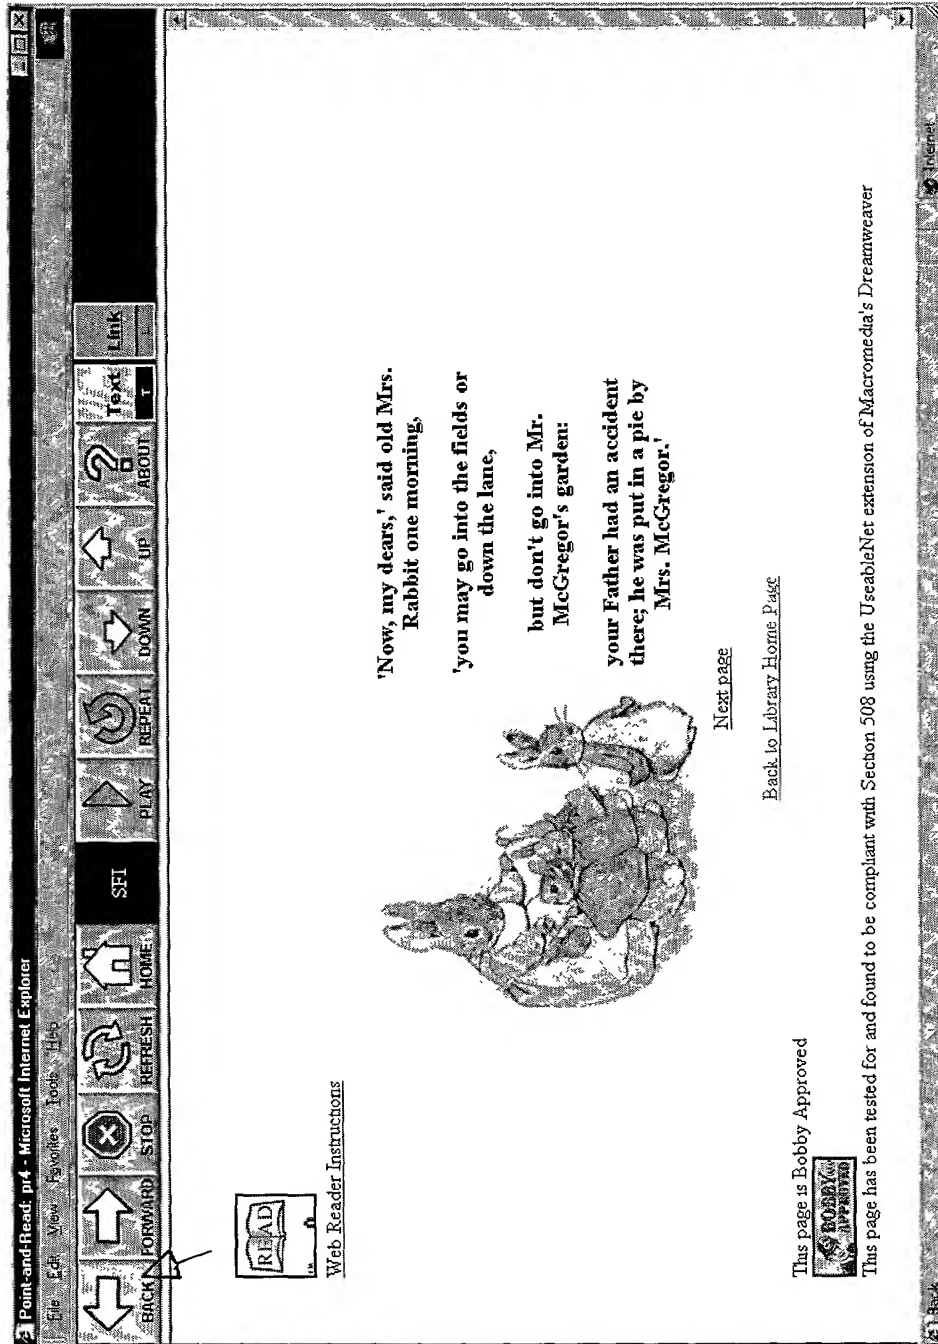 Point-and-Read: pr4 - Microsoft Internet Explorer
File Edit View Favorites Tools Help
BACK FORWARD STOP REFRESH HOME SFI PLAY REPEAT DOWN UP ABOUT Text Link
T L
READ
TM
Web Reader Instructions
'Now, my dears,' said old Mrs.
Rabbit one morning,
'you may go into the fields or
down the lane,
but don't go into Mr.
McGregor's garden:
your Father had an accident
there; he was put in a pie by
Mrs. McGregor.'
Next page
Back to Library Home Page
This page is Bobby Approved
BOBBY
APPROVED
This page has been tested for and found to be compliant with Section 508 using the UseableNet extension of Macromedia's Dreamweaver
Back Internet